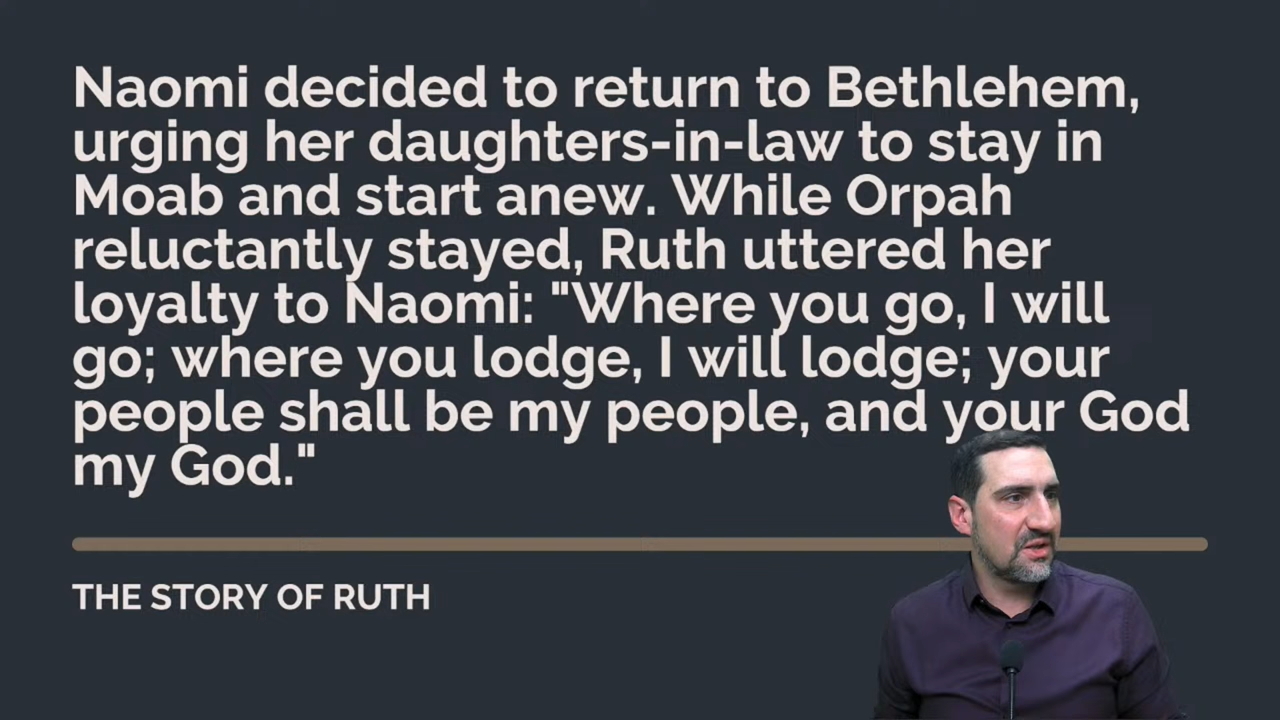 Naomi decided to return to Bethlehem,
urging her daughters-in-law to stay in
Moab and start anew. While Orpah
reluctantly stayed, Ruth uttered her
loyalty to Naomi: "Where you go, I will
go; where you lodge, I will lodge; your
people shall be my people, and your God
my God."
THE STORY OF RUTH